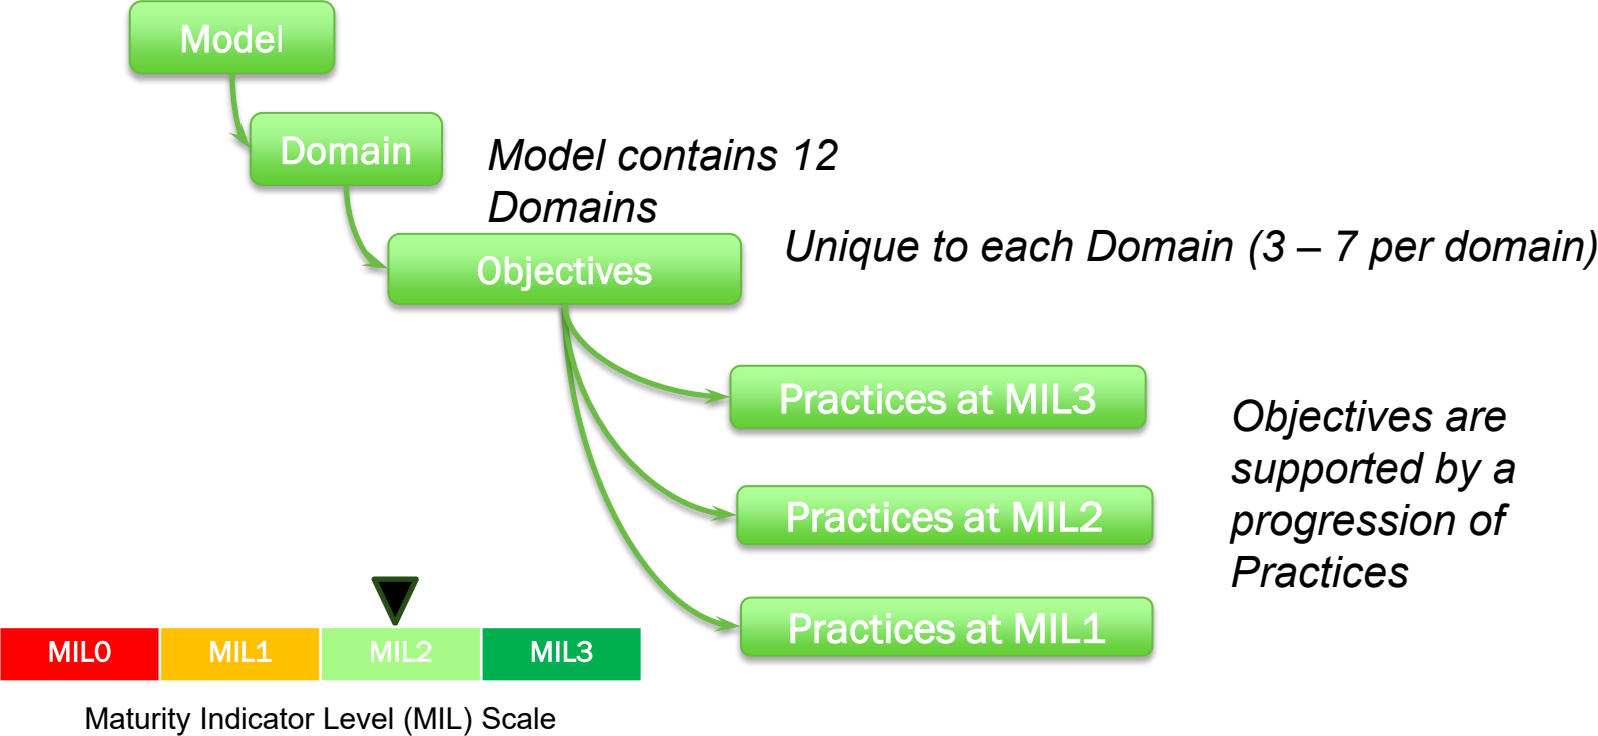 Model
Domain
Model contains 12
Domains
Objectives
Unique to each Domain (3 – 7 per domain)
Practices at MIL3
Practices at MIL2
Practices at MIL1
Objectives are
supported by a
progression of
Practices
MIL0 MIL1 MIL2 MIL3
Maturity Indicator Level (MIL) Scale